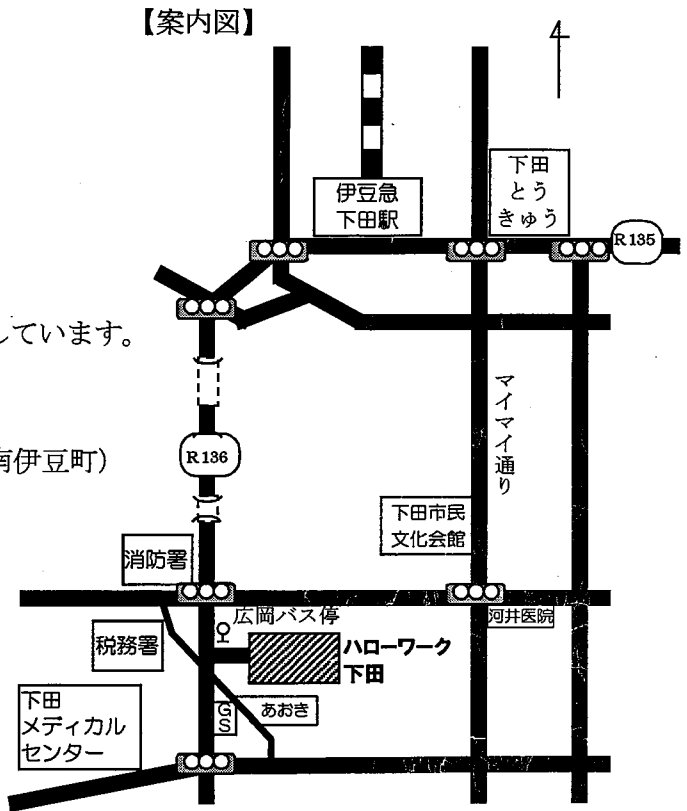 【案内図】
下田
とう
きゅう
伊豆急
下田駅
R135
しています。
マイマイ通り
南伊豆町）
R136
下田市民
文化会館
消防署
広岡バス停
河井医院
税務署
ハローワーク
下田
下田
メディカル
センター
GS
あおき